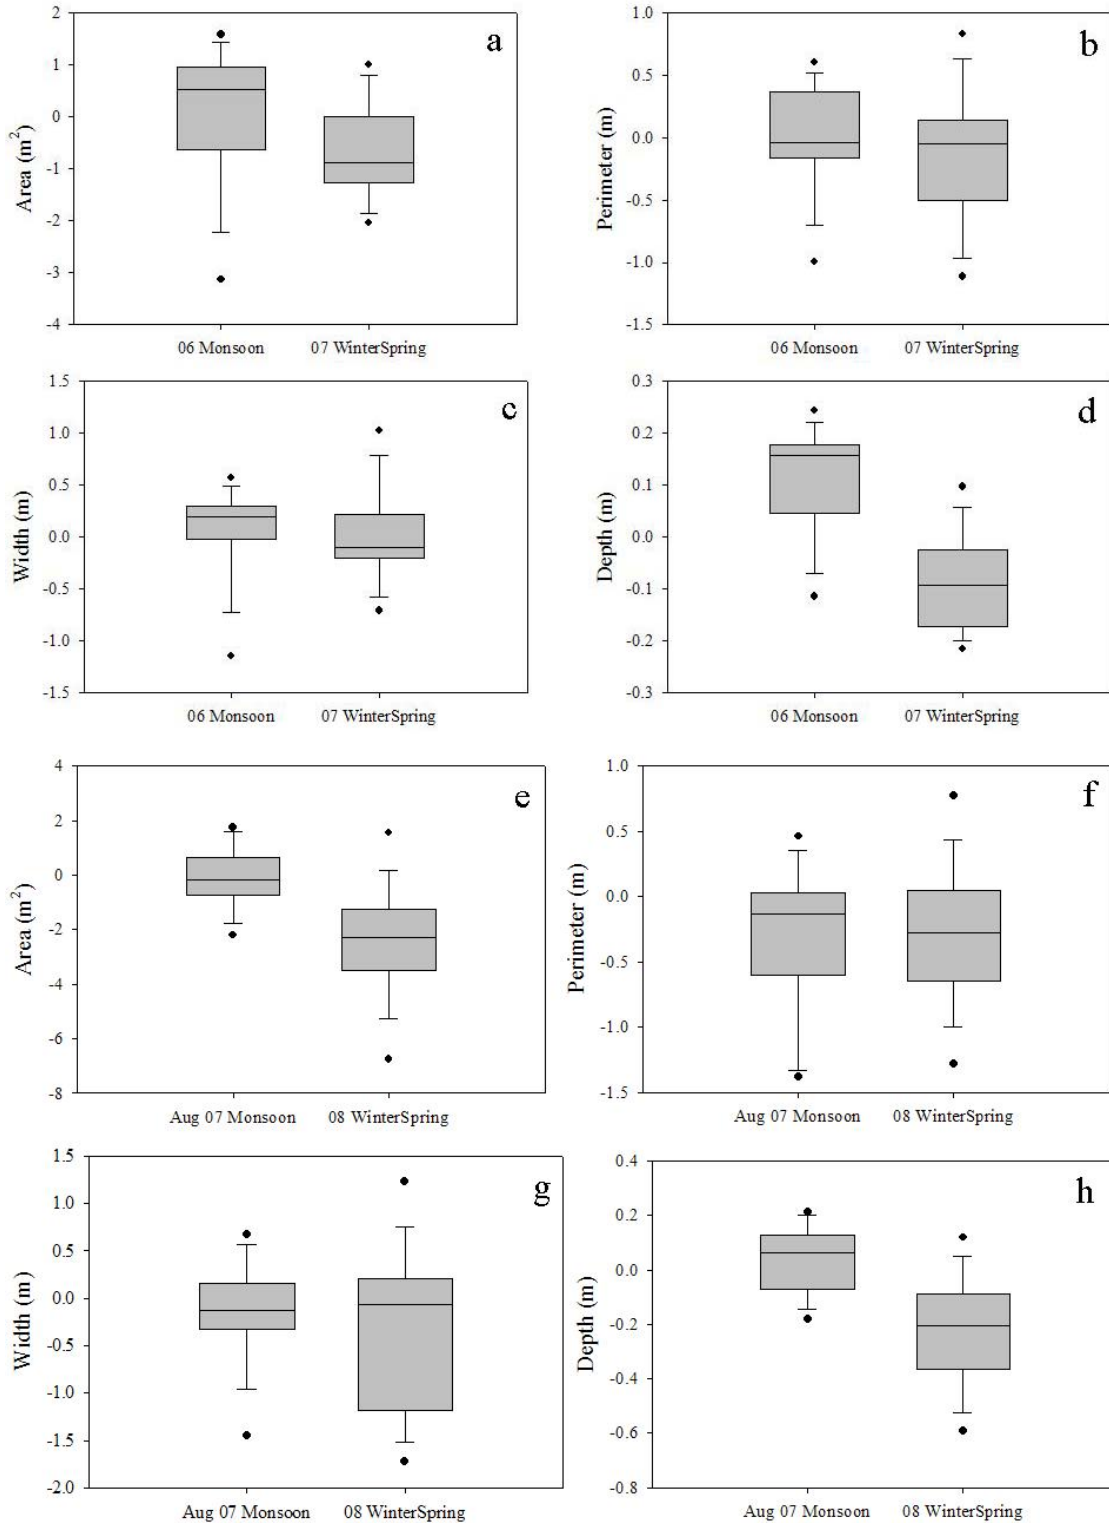 a
2
1
0
-1
-2
-3
-4
Area (m²)
06 Monsoon 07 WinterSpring
b
1.0
0.5
0.0
-0.5
-1.0
-1.5
Perimeter (m)
06 Monsoon 07 WinterSpring
c
1.5
1.0
0.5
0.0
-0.5
-1.0
-1.5
Width (m)
06 Monsoon 07 WinterSpring
d
0.3
0.2
0.1
0.0
-0.1
-0.2
-0.3
Depth (m)
06 Monsoon 07 WinterSpring
e
4
2
0
-2
-4
-6
-8
Area (m²)
Aug 07 Monsoon 08 WinterSpring
f
1.0
0.5
0.0
-0.5
-1.0
-1.5
Perimeter (m)
Aug 07 Monsoon 08 WinterSpring
g
1.5
1.0
0.5
0.0
-0.5
-1.0
-1.5
-2.0
Width (m)
Aug 07 Monsoon 08 WinterSpring
h
0.4
0.2
0.0
-0.2
-0.4
-0.6
-0.8
Depth (m)
Aug 07 Monsoon 08 WinterSpring